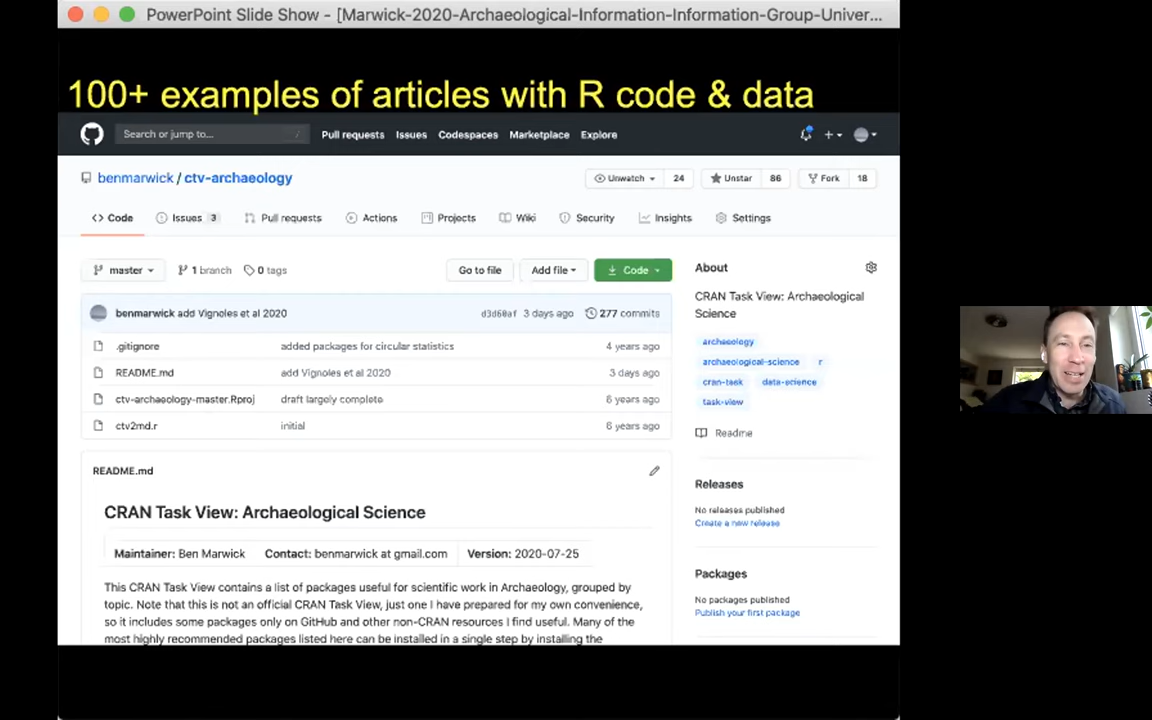 PowerPoint Slide Show - [Marwick-2020-Archaeological-Information-Information-Group-Univer...
100+ examples of articles with R code & data
Search or jump to... / Pull requests Issues Codespaces Marketplace Explore
benmarwick / ctv-archaeology Unwatch 24 Unstar 86 Fork 18
Code Issues 3 Pull requests Actions Projects Wiki Security Insights Settings
master 1 branch 0 tags Go to file Add file Code
benmarwick add Vignoles et al 2020 d3d60af 3 days ago 277 commits
.gitignore added packages for circular statistics 4 years ago
README.md add Vignoles et al 2020 3 days ago
ctv-archaeology-master.Rproj draft largely complete 6 years ago
ctv2md.r initial 6 years ago
README.md
CRAN Task View: Archaeological Science
Maintainer: Ben Marwick Contact: benmarwick at gmail.com Version: 2020-07-25
This CRAN Task View contains a list of packages useful for scientific work in Archaeology, grouped by
topic. Note that this is not an official CRAN Task View, just one I have prepared for my own convenience,
so it includes some packages only on GitHub and other non-CRAN resources I find useful. Many of the
most highly recommended packages listed here can be installed in a single step by installing the
About
CRAN Task View: Archaeological
Science
archaeology
archaeological-science r
cran-task data-science
task-view
Readme
Releases
No releases published
Create a new release
Packages
No packages published
Publish your first package